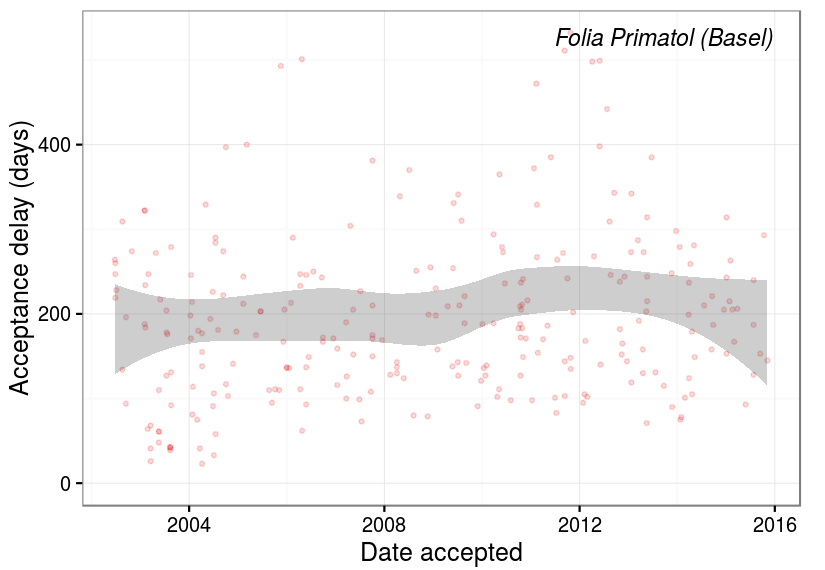 Folia Primatol (Basel)
Acceptance delay (days)
400
200
0
2004 2008 2012 2016
Date accepted